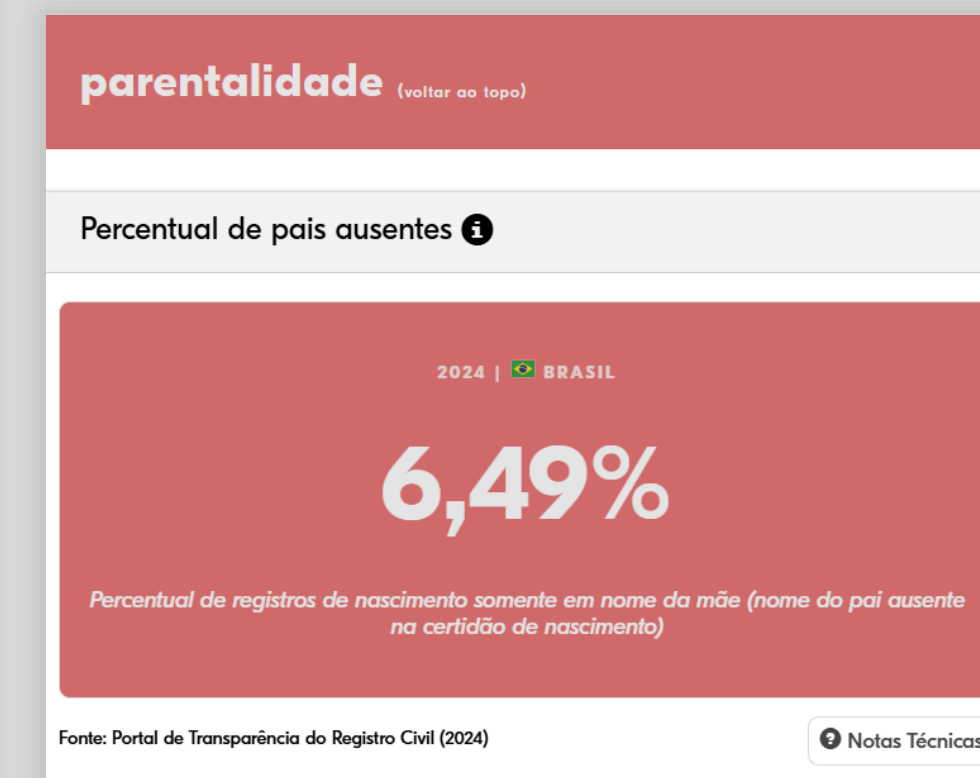 parentalidade (voltar ao topo)
Percentual de pais ausentes
2024 | BRASIL
6,49%
Percentual de registros de nascimento somente em nome da mãe (nome do pai ausente
na certidão de nascimento)
Fonte: Portal de Transparência do Registro Civil (2024)
Notas Técnicas